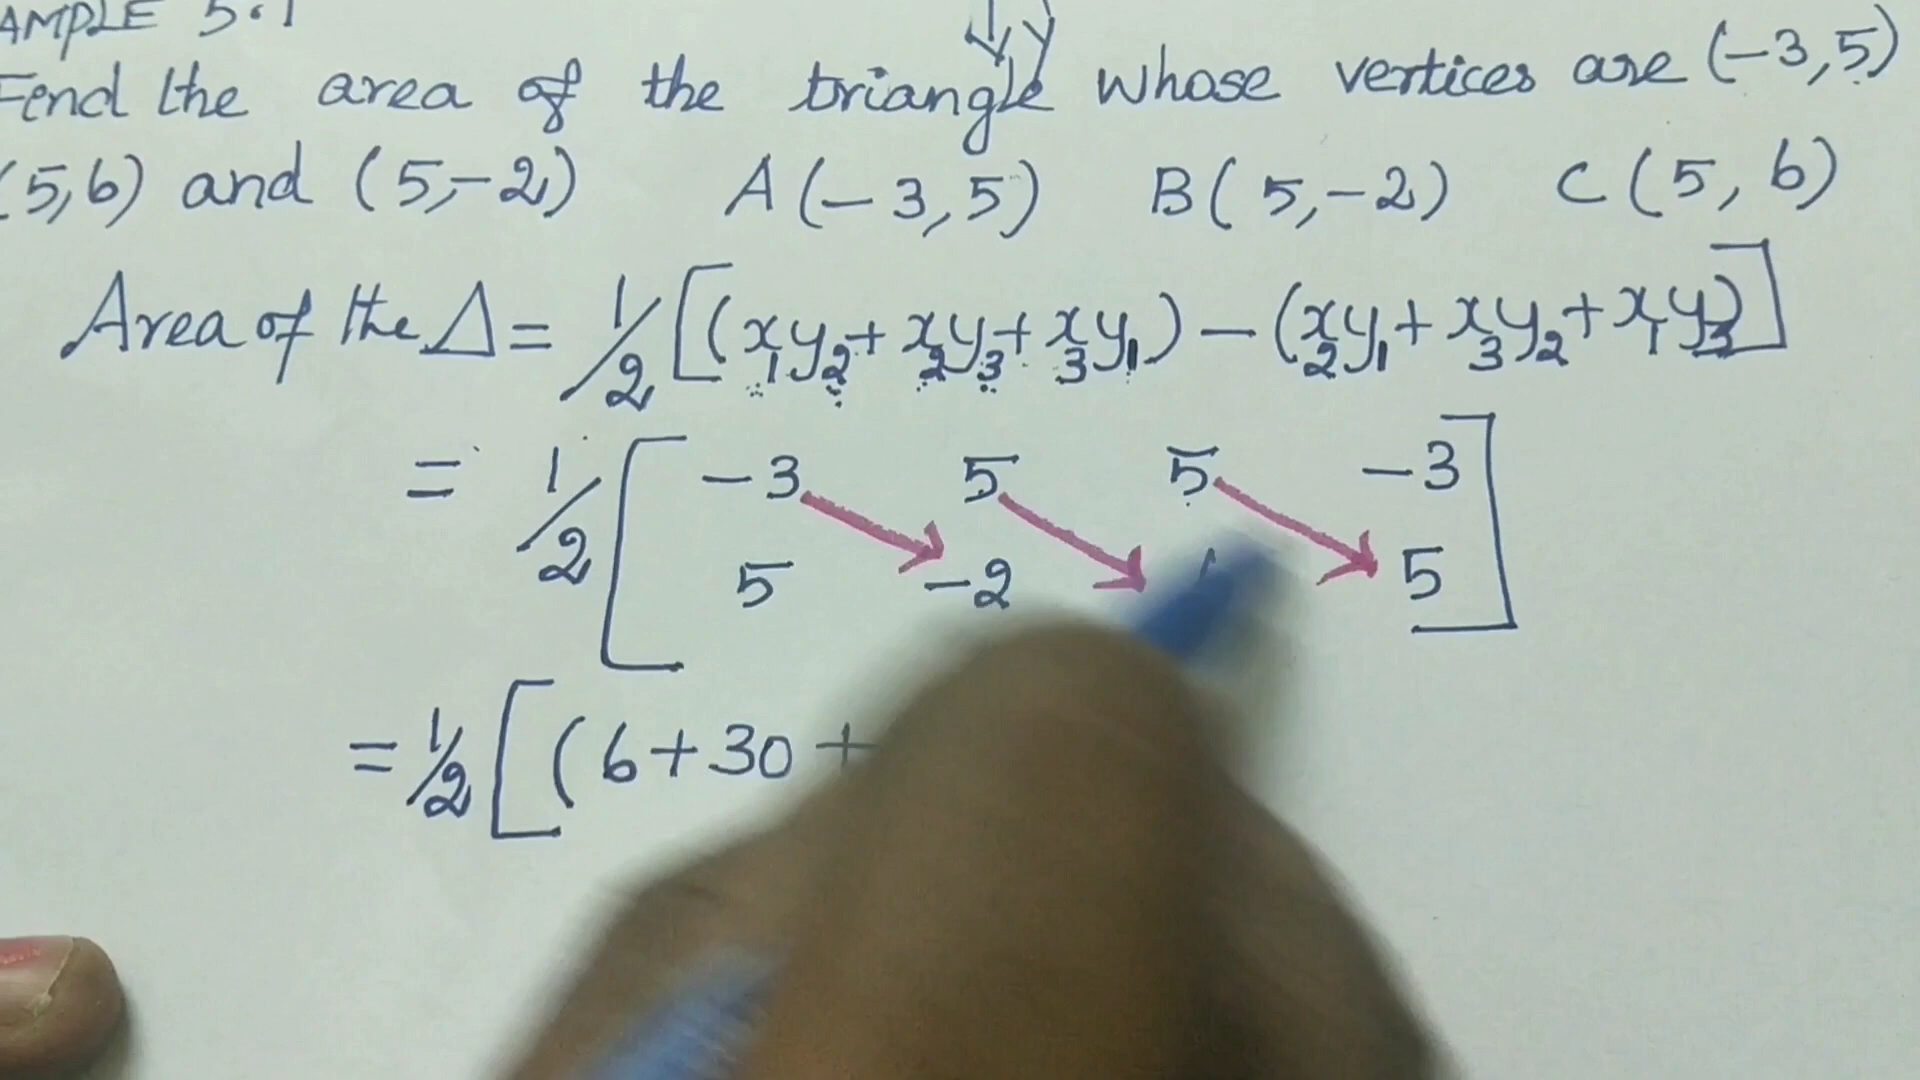 AMPLE 5.1
Find the area of the triangle whose vertices are (-3,5)
(5,6) and (5,-2) A(-3,5) B(5,-2) C(5,6)
Area of the Δ = 1/2 [(x₁y₂+x₂y₃+x₃y₁) - (x₂y₁+x₃y₂+x₁y₃)]
= 1/2 [ -3 5 5 -3 ]
5 -2 5
= 1/2 [(6+30+